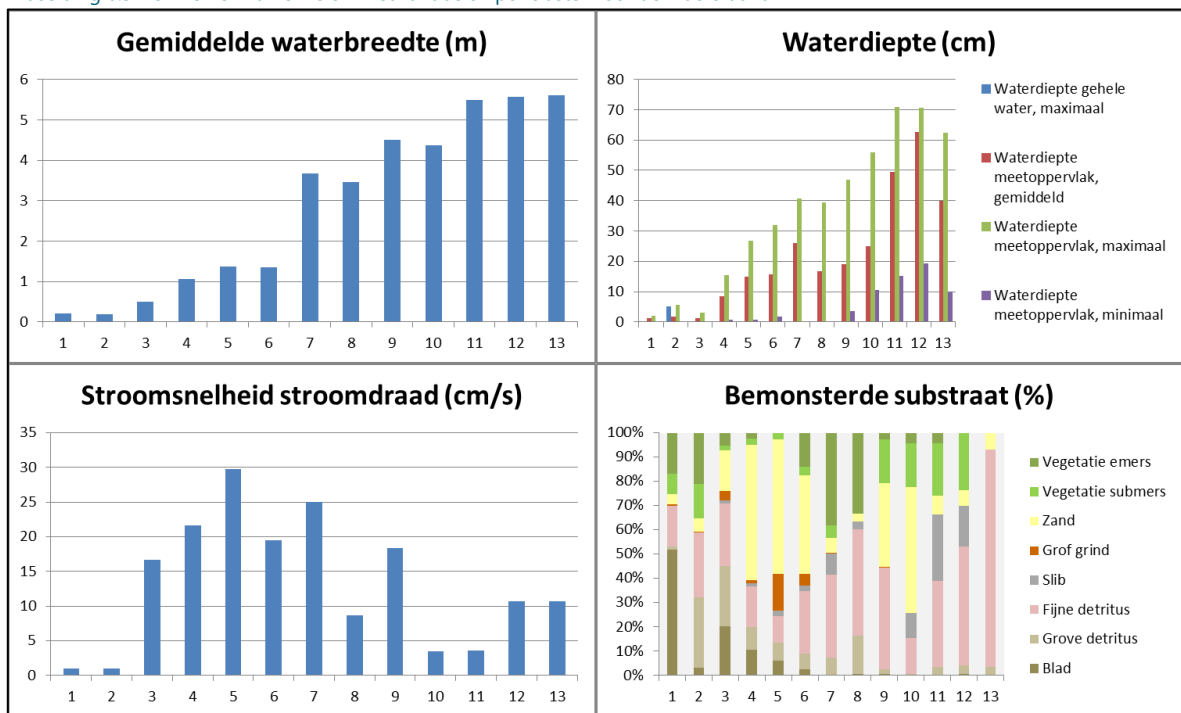 Gemiddelde waterbreedte (m)
6
5
4
3
2
1
0
1 2 3 4 5 6 7 8 9 10 11 12 13
Waterdiepte (cm)
80
70
60
50
40
30
20
10
0
1 2 3 4 5 6 7 8 9 10 11 12 13
Waterdiepte gehele
water, maximaal
Waterdiepte
meetoppervlak,
gemiddeld
Waterdiepte
meetoppervlak, maximaal
Waterdiepte
meetoppervlak, minimaal
Stroomsnelheid stroomdraad (cm/s)
35
30
25
20
15
10
5
0
1 2 3 4 5 6 7 8 9 10 11 12 13
Bemonsterde substraat (%)
100%
90%
80%
70%
60%
50%
40%
30%
20%
10%
0%
1 2 3 4 5 6 7 8 9 10 11 12 13
Vegetatie emers
Vegetatie submers
Zand
Grof grind
Slib
Fijne detritus
Grove detritus
Blad